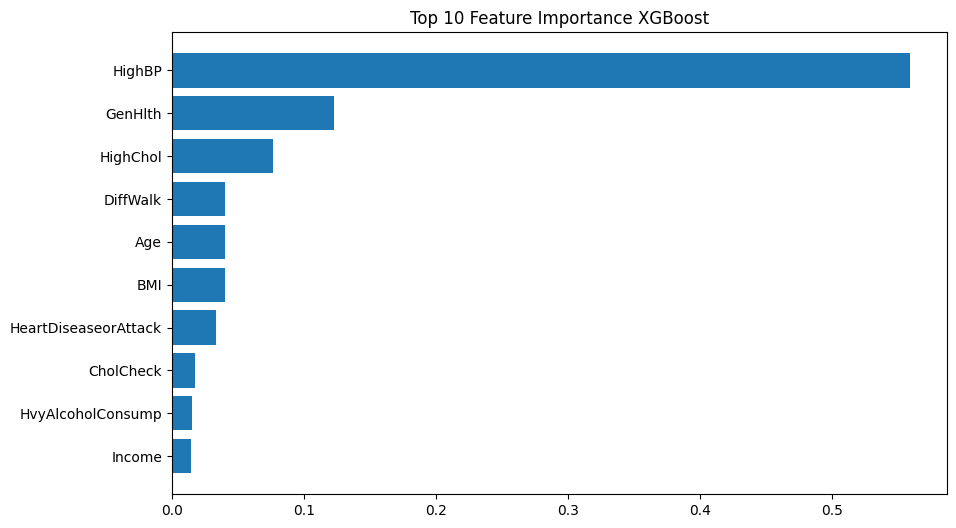 Top 10 Feature Importance XGBoost
HighBP
GenHlth
HighChol
DiffWalk
Age
BMI
HeartDiseaseorAttack
CholCheck
HvyAlcoholConsump
Income
0.0 0.1 0.2 0.3 0.4 0.5